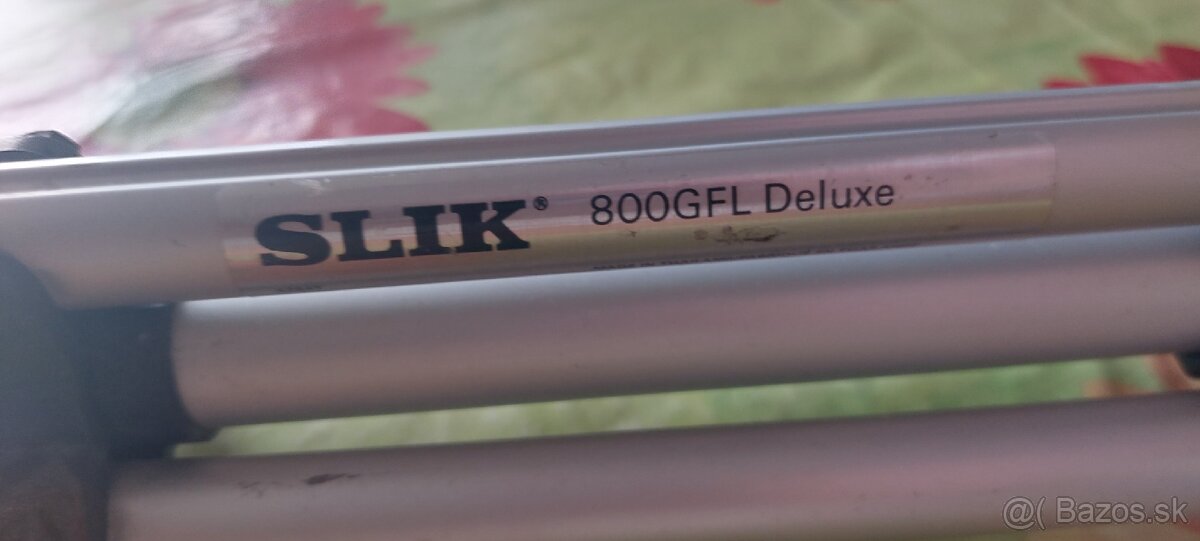 SLIK® 800GFL Deluxe
@( Bazos.sk